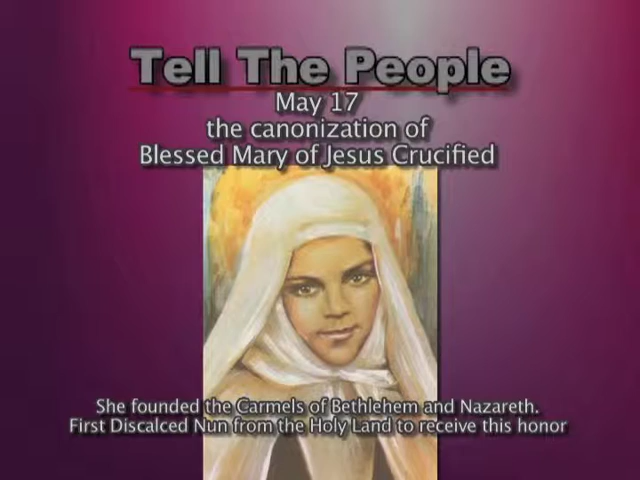 Tell The People
May 17
the canonization of
Blessed Mary of Jesus Crucified
She founded the Carmels of Bethlehem and Nazareth.
First Discalced Nun from the Holy Land to receive this honor